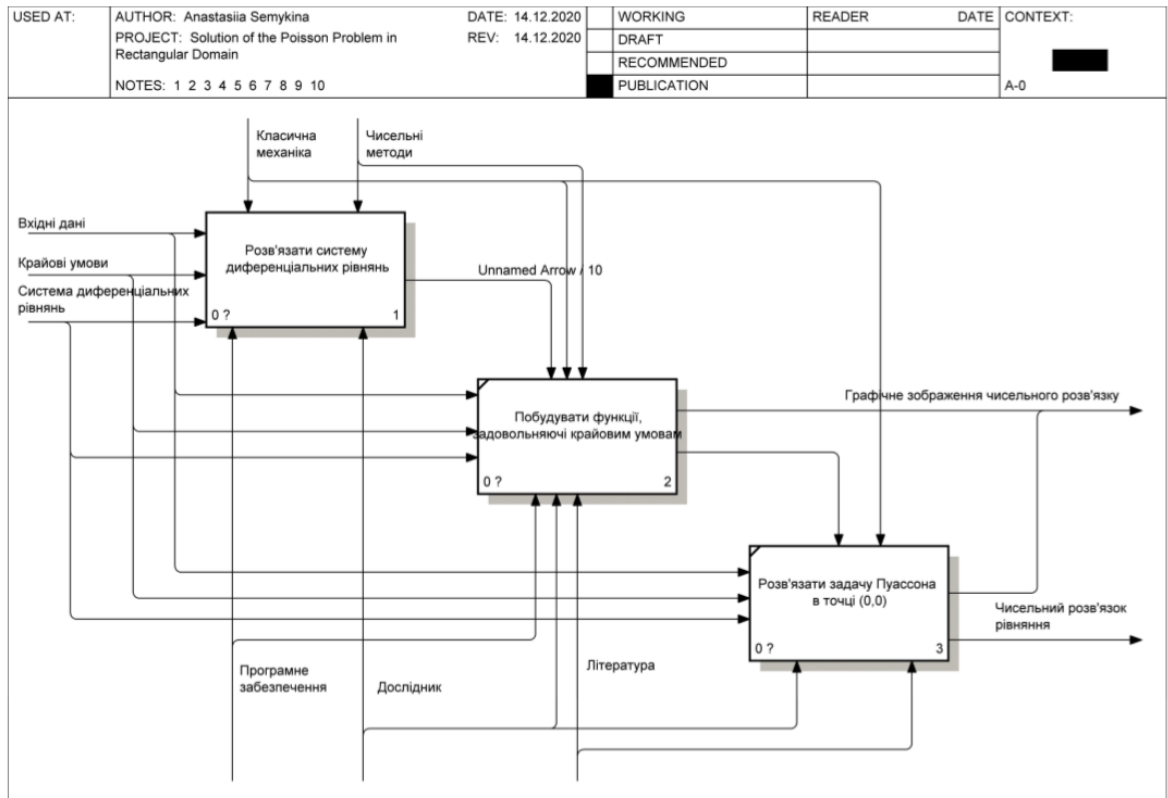 USED AT:
AUTHOR: Anastasiia Semykina
DATE: 14.12.2020
WORKING
READER
DATE
CONTEXT:
PROJECT: Solution of the Poisson Problem in
Rectangular Domain
REV: 14.12.2020
DRAFT
RECOMMENDED
NOTES: 1 2 3 4 5 6 7 8 9 10
PUBLICATION
A-0
Класична
механіка
Чисельні
методи
Вхідні дані
Крайові умови
Система диференціальних
рівнянь
Розв'язати систему
диференціальних рівнянь
0 ?
1
Unnamed Arrow / 10
Побудувати функції,
задовольняючі крайовим умовам
0 ?
2
Графічне зображення чисельного розв'язку
Розв'язати задачу Пуассона
в точці (0,0)
0 ?
3
Чисельний розв'язок
рівняння
Програмне
забезпечення
Дослідник
Література